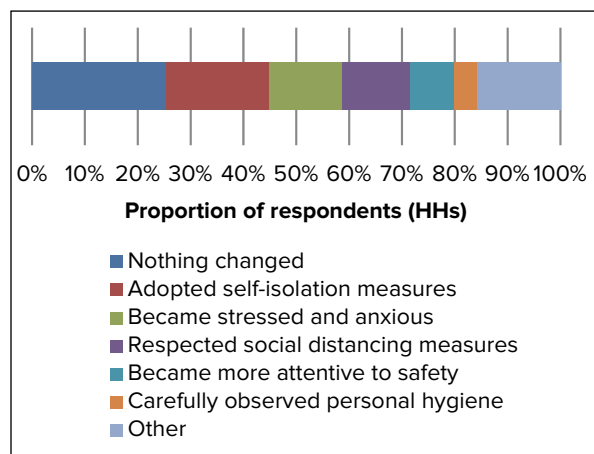 0% 10% 20% 30% 40% 50% 60% 70% 80% 90% 100%
Proportion of respondents (HHs)
Nothing changed
Adopted self-isolation measures
Became stressed and anxious
Respected social distancing measures
Became more attentive to safety
Carefully observed personal hygiene
Other